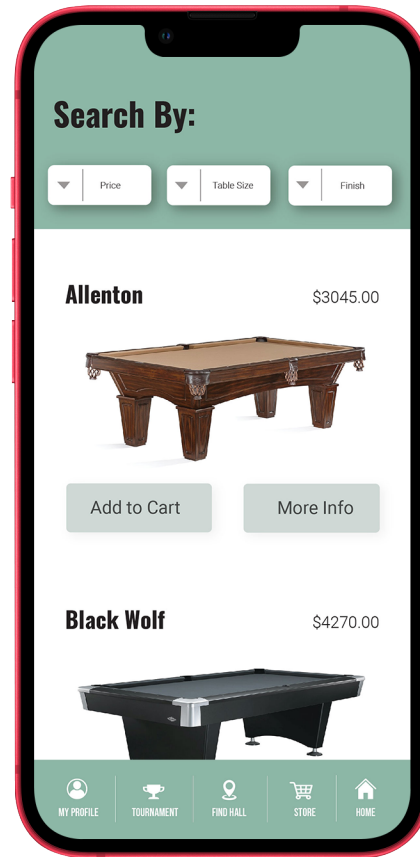 Search By:
Price
Table Size
Finish
Allenton
$3045.00
Add to Cart
More Info
Black Wolf
$4270.00
MY PROFILE
TOURNAMENT
FIND HALL
STORE
HOME